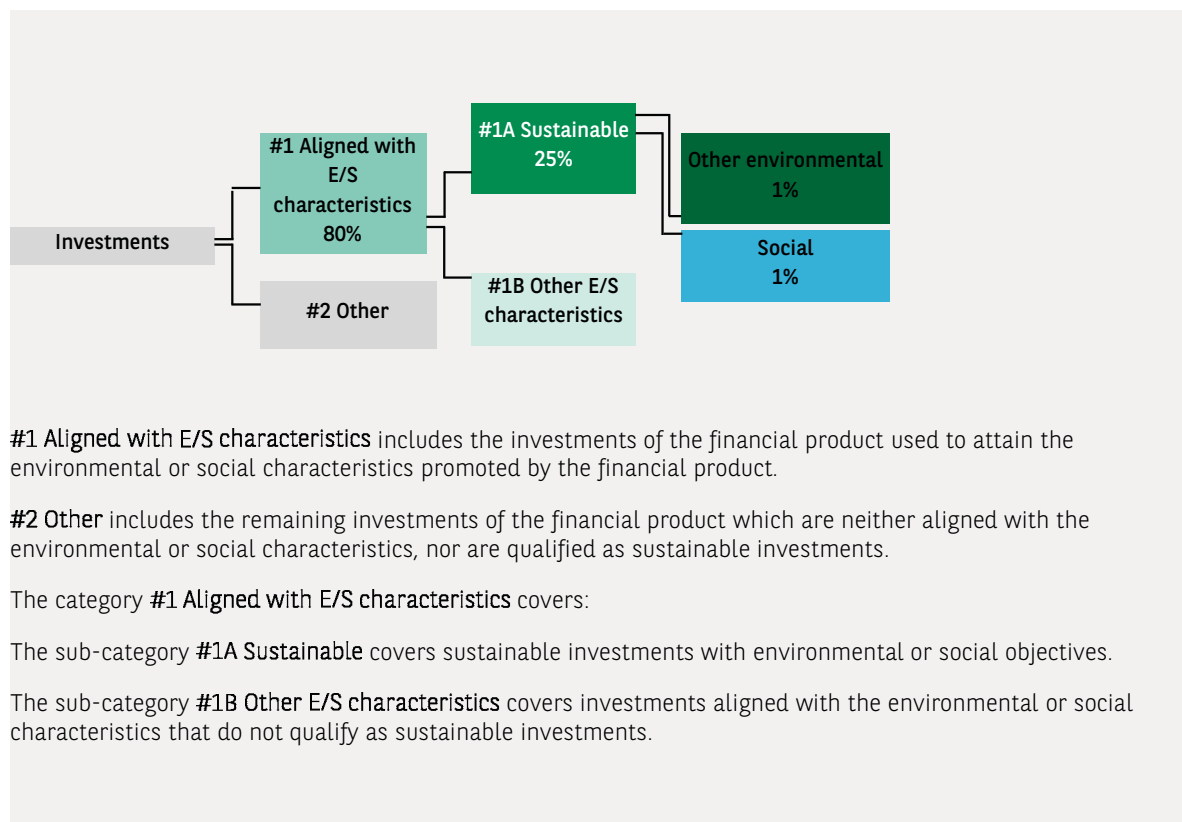 Investments
#1 Aligned with
E/S
characteristics
80%
#2 Other
#1A Sustainable
25%
#1B Other E/S
characteristics
Other environmental
1%
Social
1%
#1 Aligned with E/S characteristics includes the investments of the financial product used to attain the
environmental or social characteristics promoted by the financial product.
#2 Other includes the remaining investments of the financial product which are neither aligned with the
environmental or social characteristics, nor are qualified as sustainable investments.
The category #1 Aligned with E/S characteristics covers:
The sub-category #1A Sustainable covers sustainable investments with environmental or social objectives.
The sub-category #1B Other E/S characteristics covers investments aligned with the environmental or social
characteristics that do not qualify as sustainable investments.